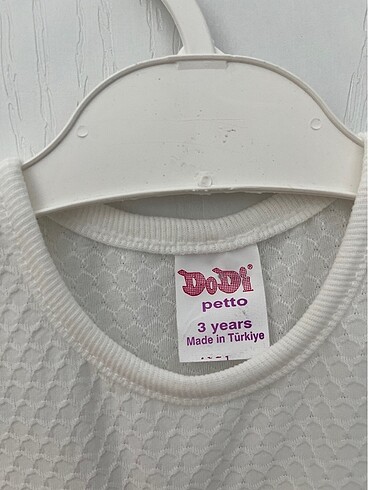 DoDi®
petto
3 years
Made in Türkiye